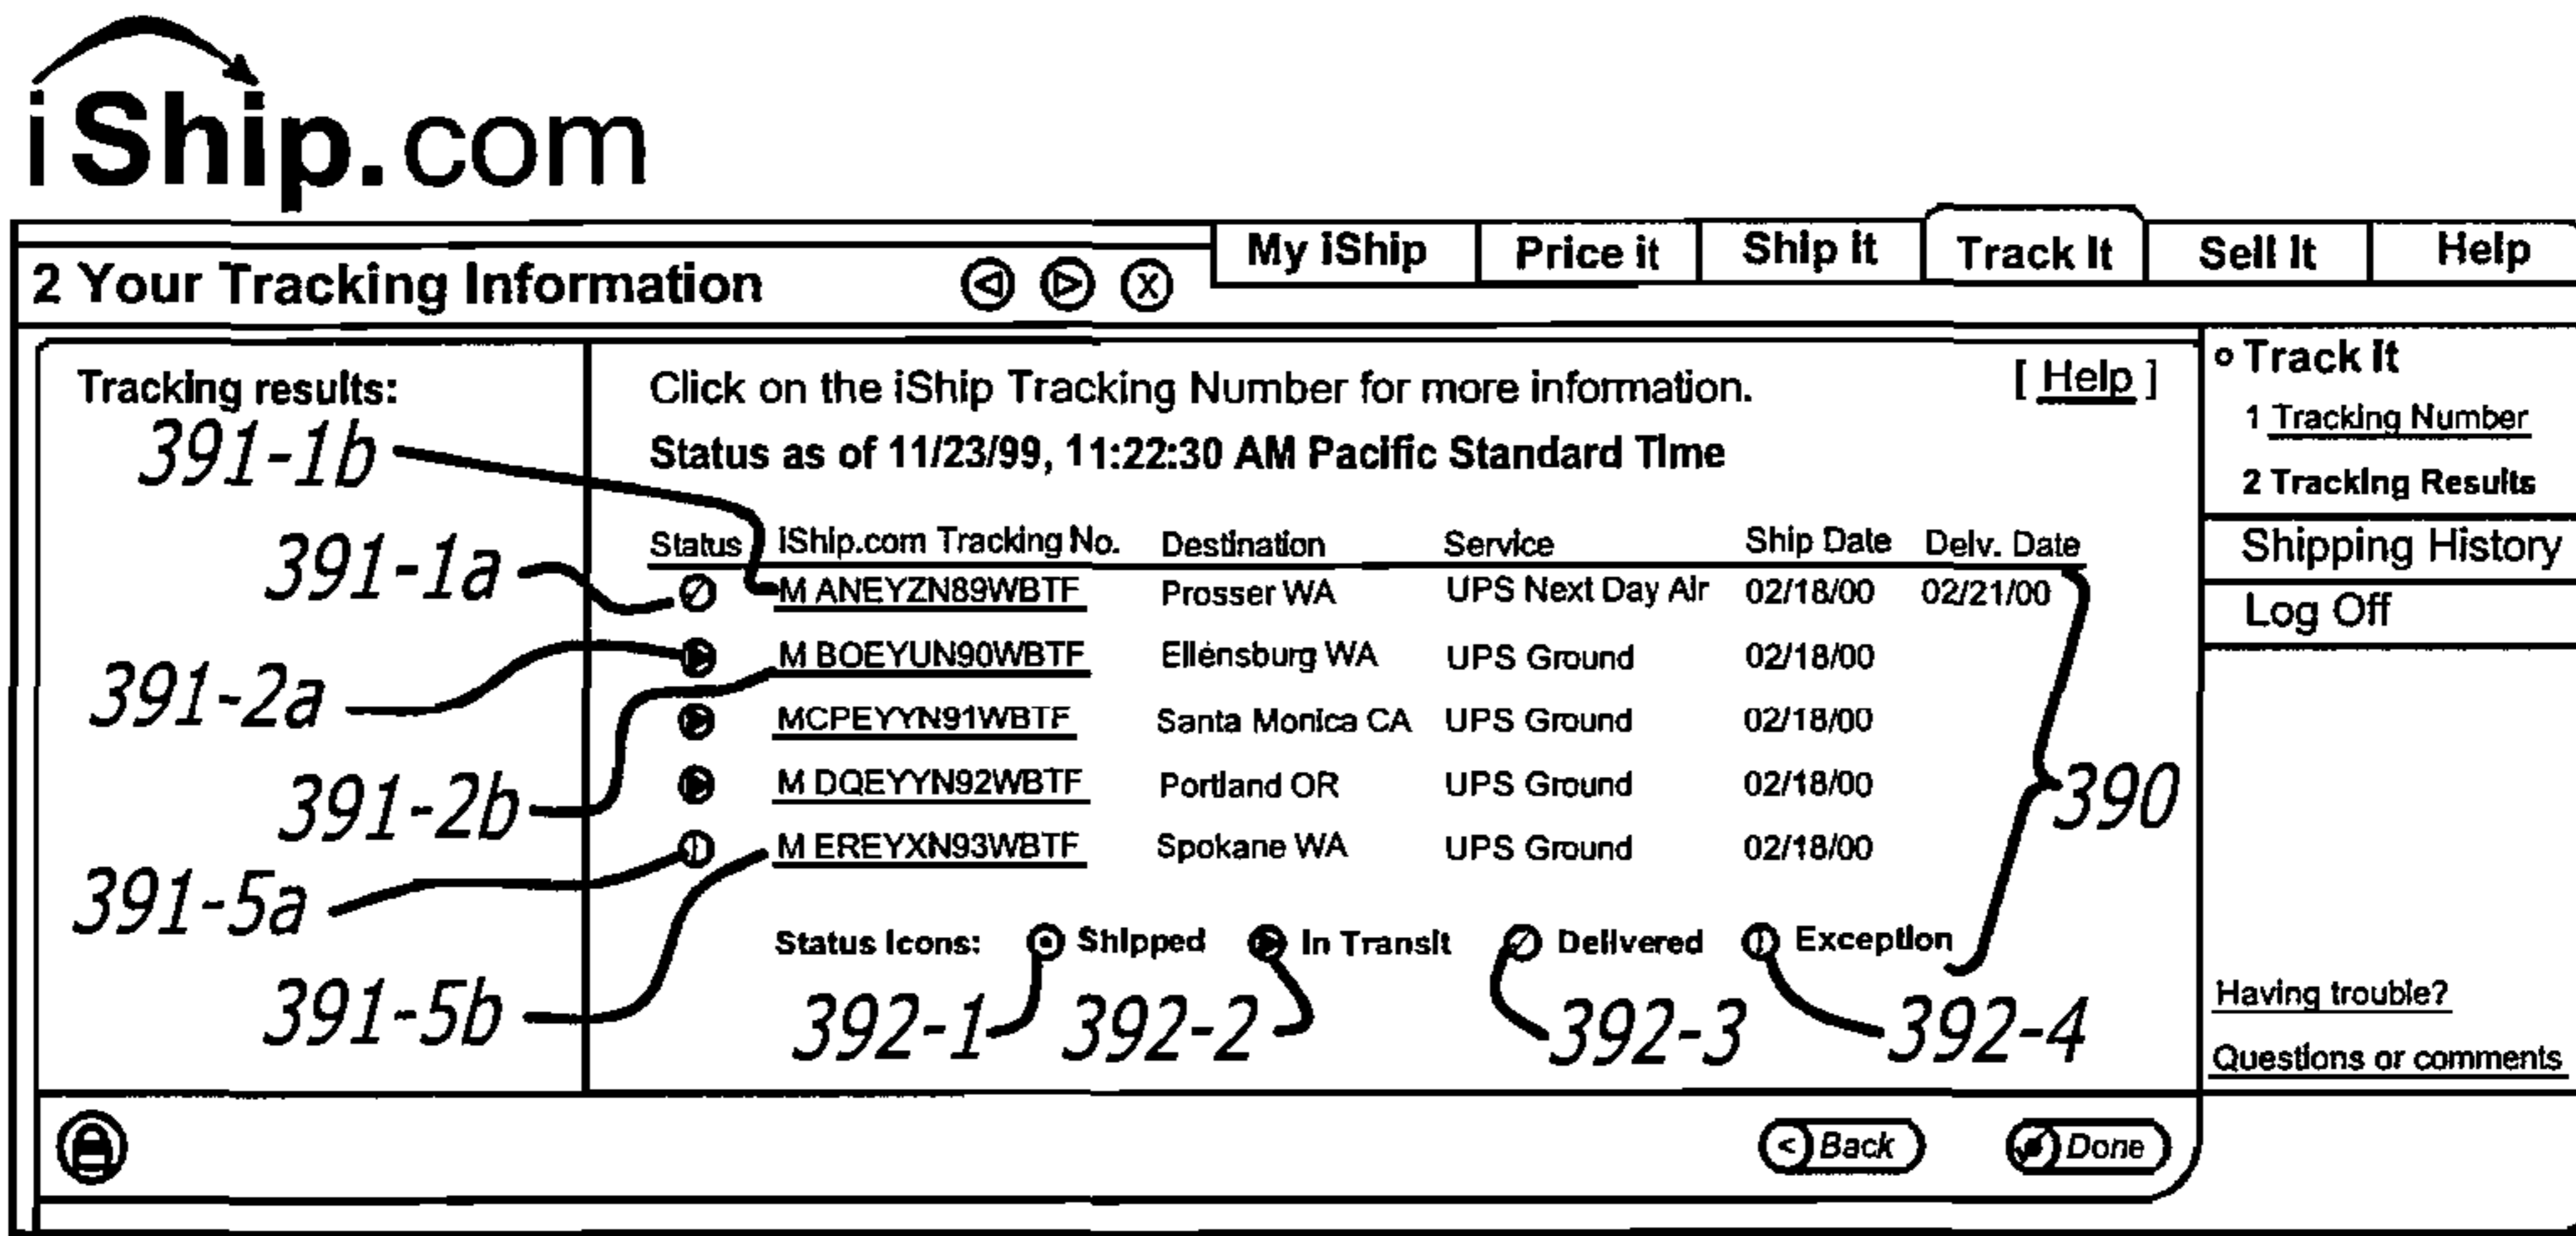 iShip.com
2 Your Tracking Information
My iShip Price it Ship it Track It Sell It Help
Tracking results:
Click on the iShip Tracking Number for more information. [ Help ]
Status as of 11/23/99, 11:22:30 AM Pacific Standard Time
Status iShip.com Tracking No. Destination Service Ship Date Delv. Date
M ANEYZN89WBTF Prosser WA UPS Next Day Air 02/18/00 02/21/00
M BOEYUN90WBTF Ellensburg WA UPS Ground 02/18/00
MCPEYYN91WBTF Santa Monica CA UPS Ground 02/18/00
M DQEYYN92WBTF Portland OR UPS Ground 02/18/00
M EREYXN93WBTF Spokane WA UPS Ground 02/18/00
Status Icons: Shipped In Transit Delivered Exception
391-1b
391-1a
391-2a
391-2b
391-5a
391-5b
390
392-1 392-2 392-3 392-4
Track It
1 Tracking Number
2 Tracking Results
Shipping History
Log Off
Having trouble?
Questions or comments
< Back Done